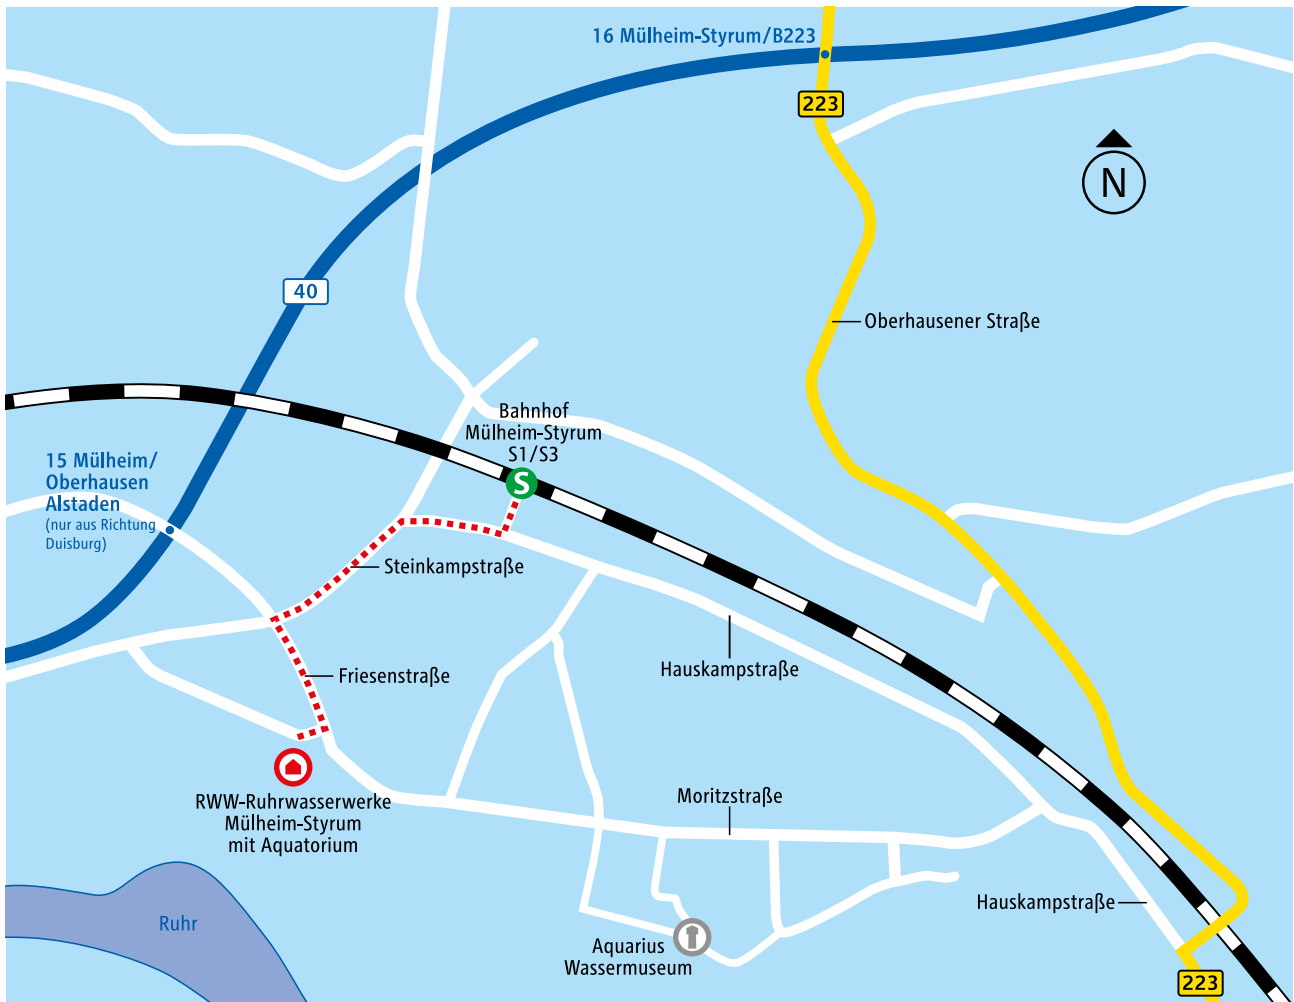 16 Mülheim-Styrum/B223
223
N
40
Oberhausener Straße
Bahnhof
Mülheim-Styrum
S1/S3
S
15 Mülheim/
Oberhausen
Alstaden
(nur aus Richtung
Duisburg)
Steinkampstraße
Hauskampstraße
Friesenstraße
RWW-Ruhrwasserwerke
Mülheim-Styrum
mit Aquatorium
Moritzstraße
Hauskampstraße
Ruhr
Aquarius
Wassermuseum
223